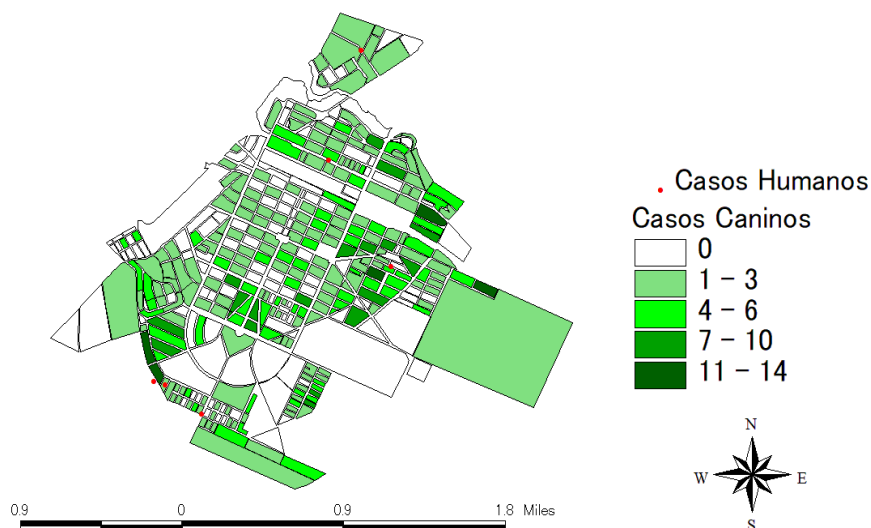 Casos Humanos
Casos Caninos
0
1 - 3
4 - 6
7 - 10
11 - 14
N
W E
S
0.9 0 0.9 1.8 Miles